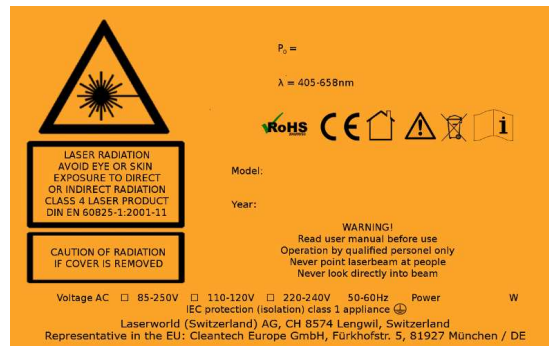 P₀ =
λ = 405-658nm
RoHS CE i
LASER RADIATION
AVOID EYE OR SKIN
EXPOSURE TO DIRECT
OR INDIRECT RADIATION
CLASS 4 LASER PRODUCT
DIN EN 60825-1:2001-11
CAUTION OF RADIATION
IF COVER IS REMOVED
Model:
Year:
WARNING!
Read user manual before use
Operation by qualified personel only
Never point laserbeam at people
Never look directly into beam
Voltage AC ☐ 85-250V ☐ 110-120V ☐ 220-240V 50-60Hz Power W
IEC protection (isolation) class 1 appliance
Laserworld (Switzerland) AG, CH 8574 Lengwil, Switzerland
Representative in the EU: Cleantech Europe GmbH, Fürkhofstr. 5, 81927 München / DE